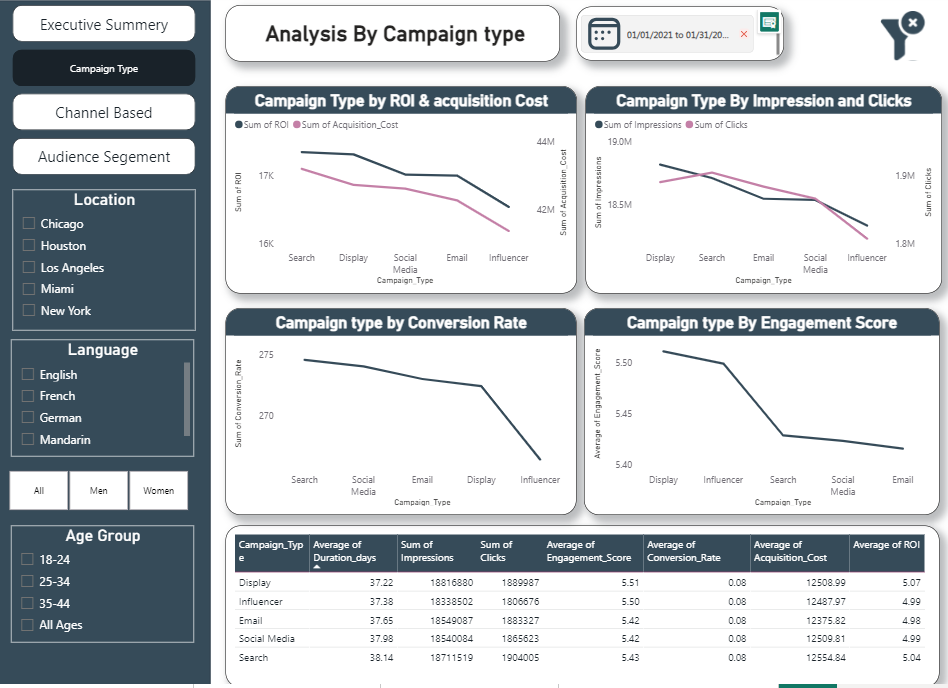 Executive Summary
Campaign Type
Channel Based
Audience Segement
Location
Chicago
Houston
Los Angeles
Miami
New York
Language
English
French
German
Mandarin
All Men Women
Age Group
18-24
25-34
35-44
All Ages
Analysis By Campaign type
01/01/2021 to 01/31/20...
Campaign Type by ROI & acquisition Cost
Sum of ROI Sum of Acquisition_Cost
Sum of ROI
17K
16K
44M
42M
Sum of Acquisition_Cost
Search Display Social Media Email Influencer
Campaign_Type
Campaign Type By Impression and Clicks
Sum of Impressions Sum of Clicks
Sum of Impressions
19.0M
18.5M
1.9M
1.8M
Sum of Clicks
Display Search Email Social Media Influencer
Campaign_Type
Campaign type by Conversion Rate
Sum of Conversion_Rate
275
270
Search Social Media Email Display Influencer
Campaign_Type
Campaign type By Engagement Score
Average of Engagement_Score
5.50
5.45
5.40
Display Influencer Search Social Media Email
Campaign_Type
Campaign_Type Average of Duration_days Sum of Impressions Sum of Clicks Average of Engagement_Score Average of Conversion_Rate Average of Acquisition_Cost Average of ROI
Display 37.22 18816880 1889987 5.51 0.08 12508.99 5.07
Influencer 37.38 18338502 1806676 5.50 0.08 12487.97 4.99
Email 37.65 18549087 1883327 5.42 0.08 12375.82 4.98
Social Media 37.98 18540084 1865623 5.42 0.08 12509.81 4.99
Search 38.14 18711519 1904005 5.43 0.08 12554.84 5.04